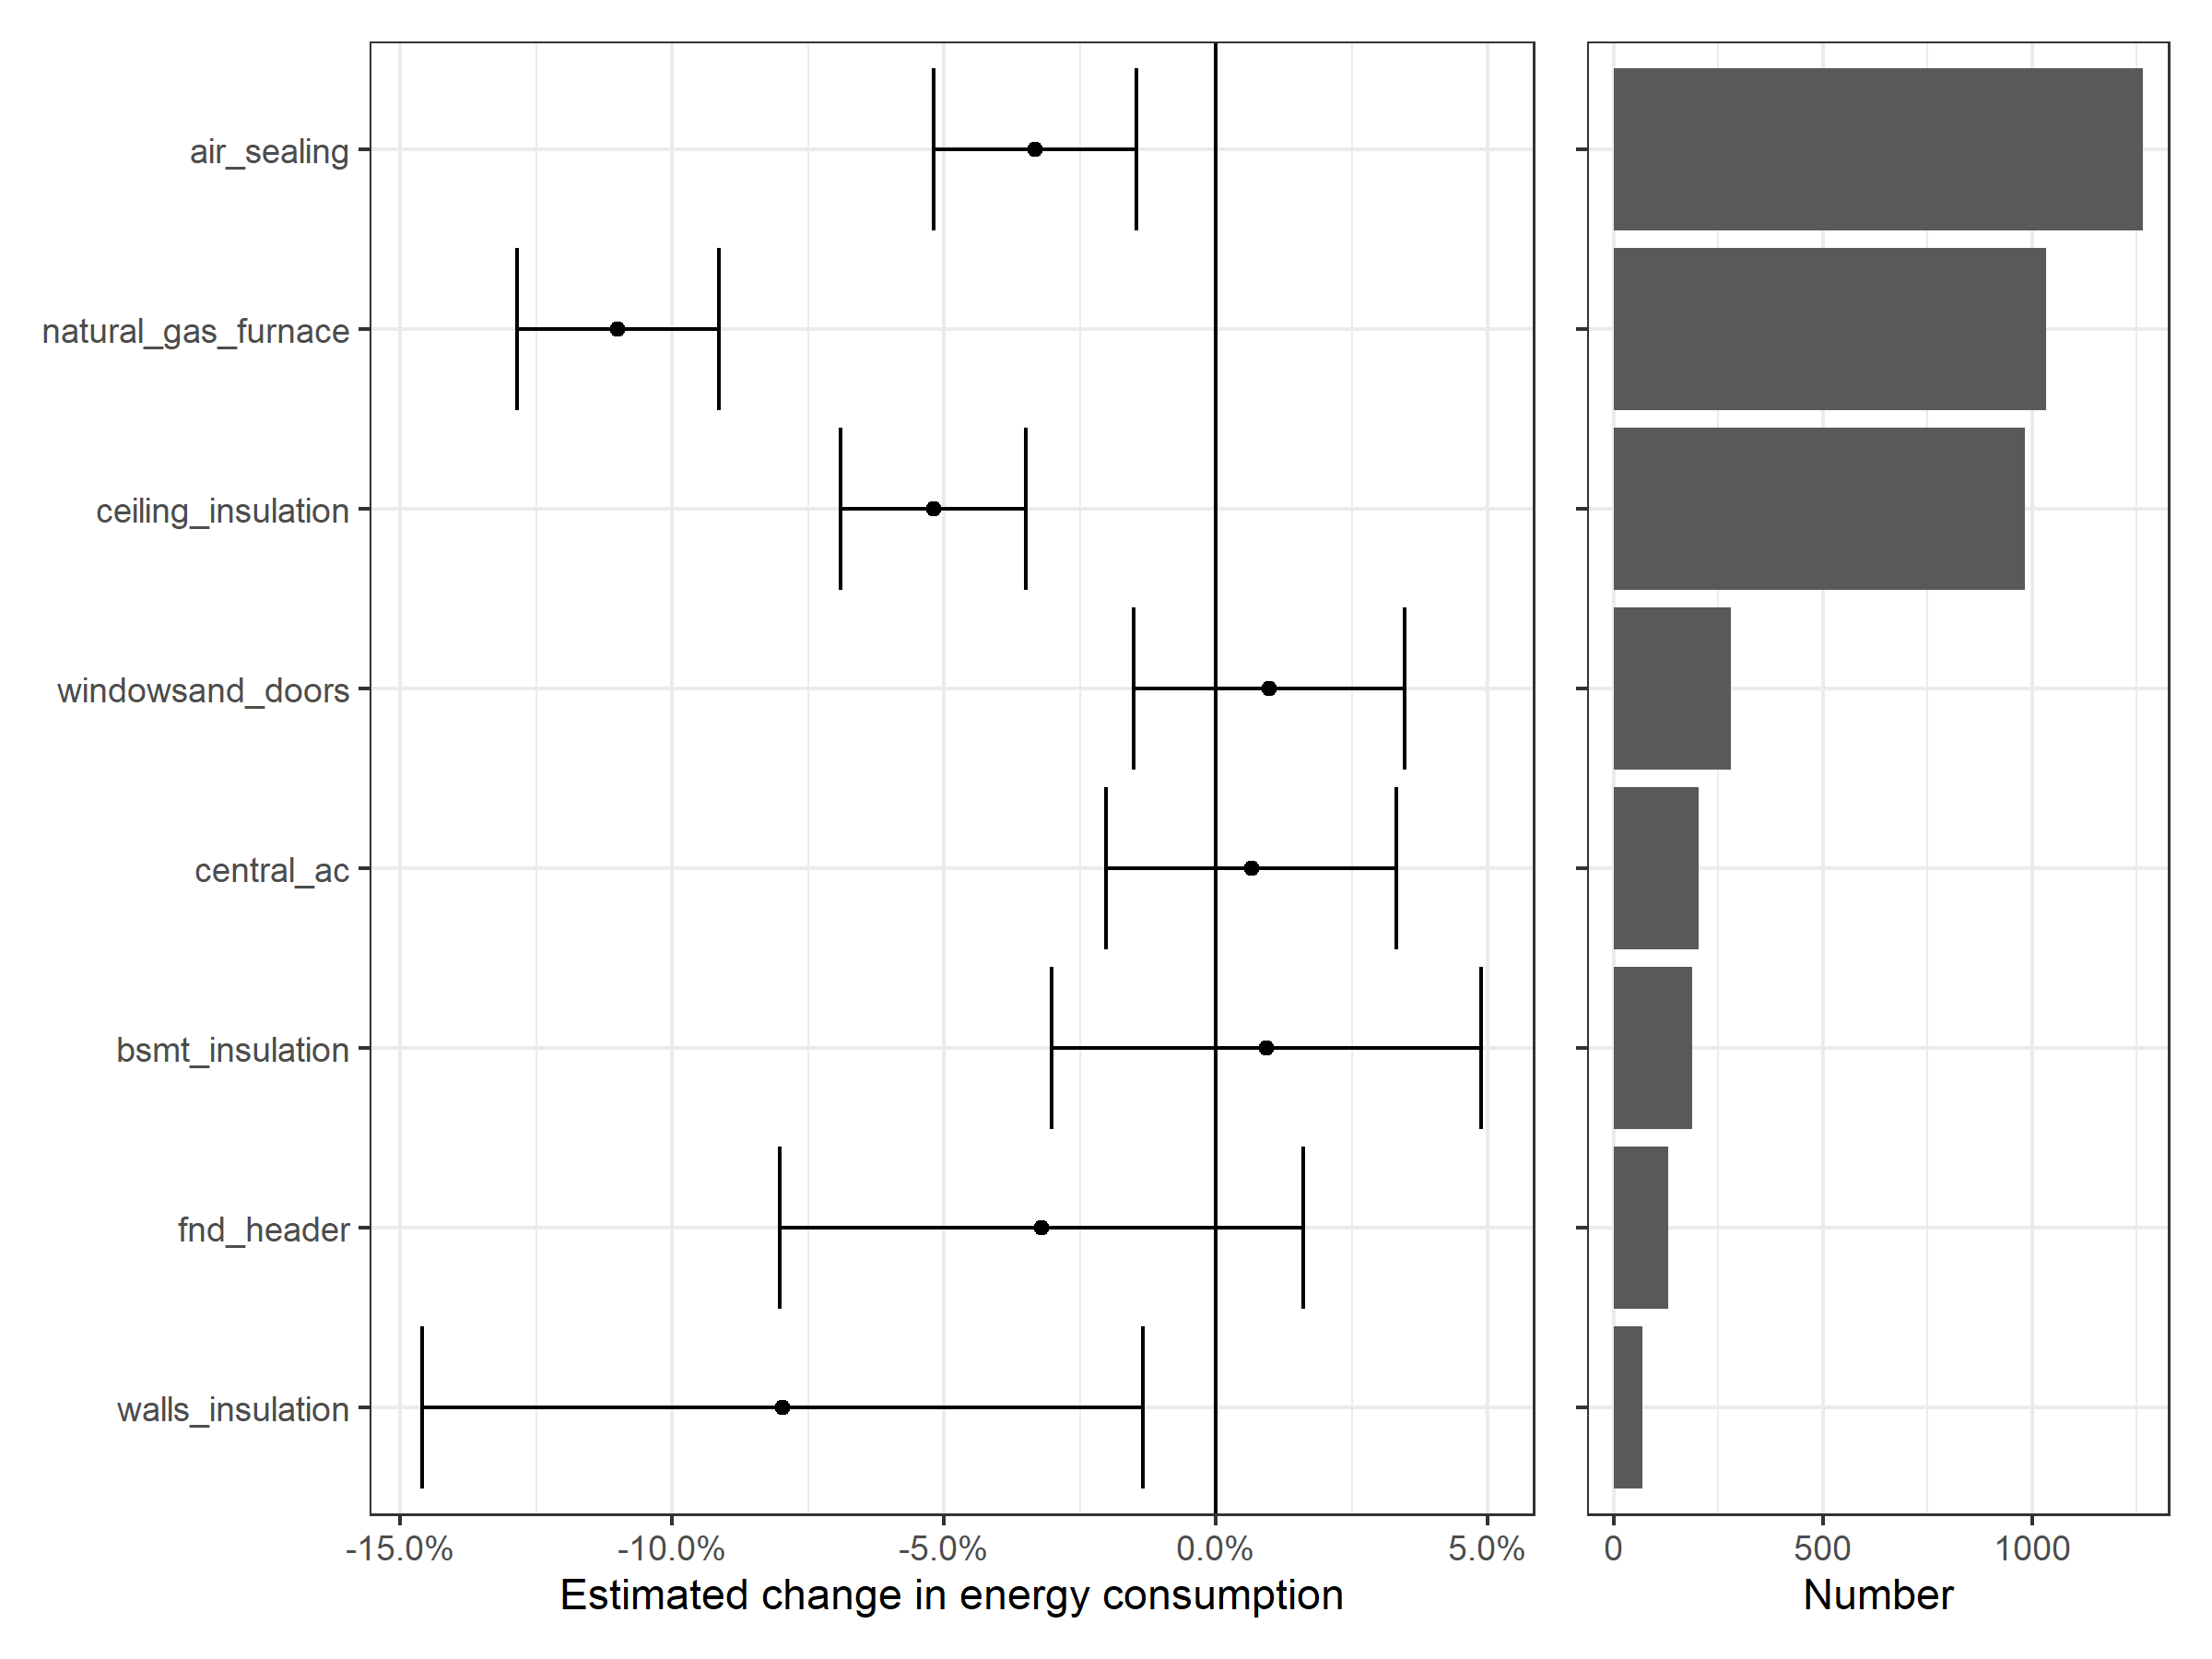 air_sealing
natural_gas_furnace
ceiling_insulation
windowsand_doors
central_ac
bsmt_insulation
fnd_header
walls_insulation
-15.0% -10.0% -5.0% 0.0% 5.0%
Estimated change in energy consumption
0 500 1000
Number